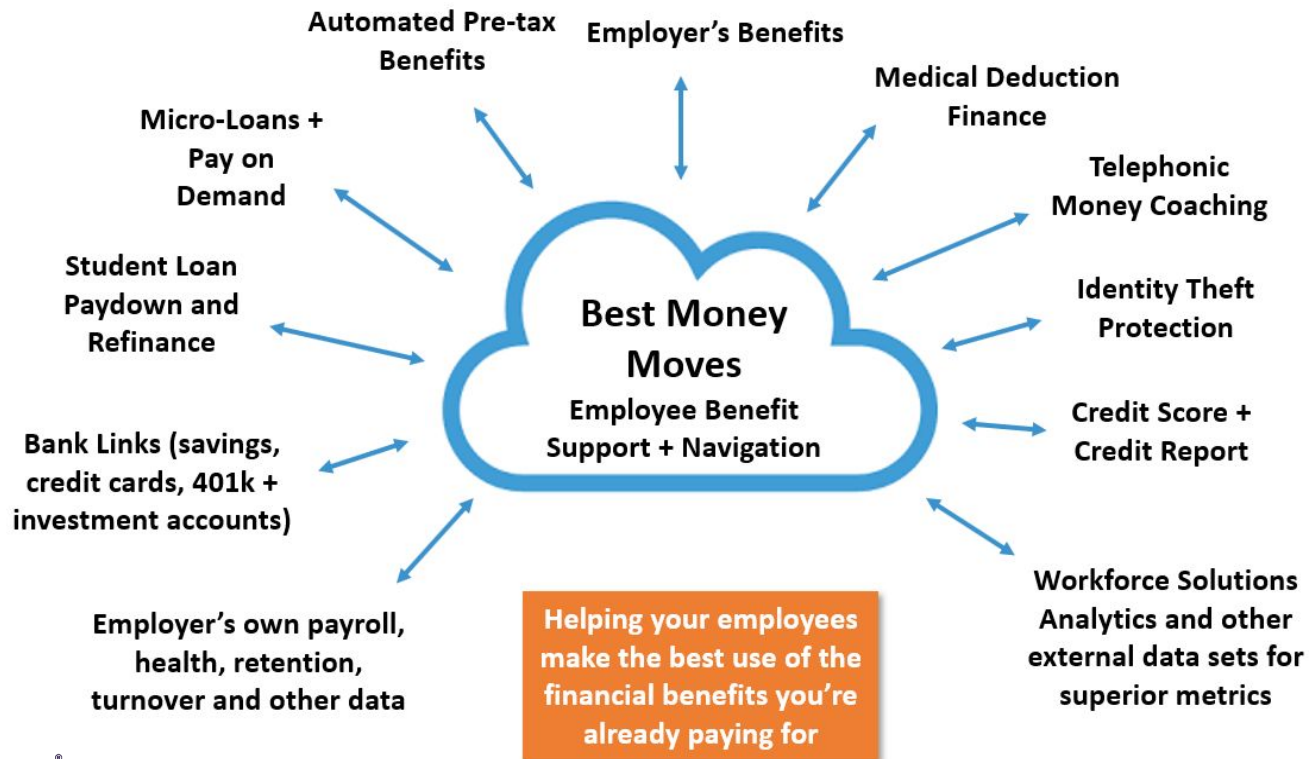 Automated Pre-tax
Benefits
Employer’s Benefits
Medical Deduction
Finance
Micro-Loans +
Pay on
Demand
Telephonic
Money Coaching
Student Loan
Paydown and
Refinance
Identity Theft
Protection
Best Money
Moves
Employee Benefit
Support + Navigation
Bank Links (savings,
credit cards, 401k +
investment accounts)
Credit Score +
Credit Report
Employer’s own payroll,
health, retention,
turnover and other data
Helping your employees
make the best use of the
financial benefits you’re
already paying for
Workforce Solutions
Analytics and other
external data sets for
superior metrics
®